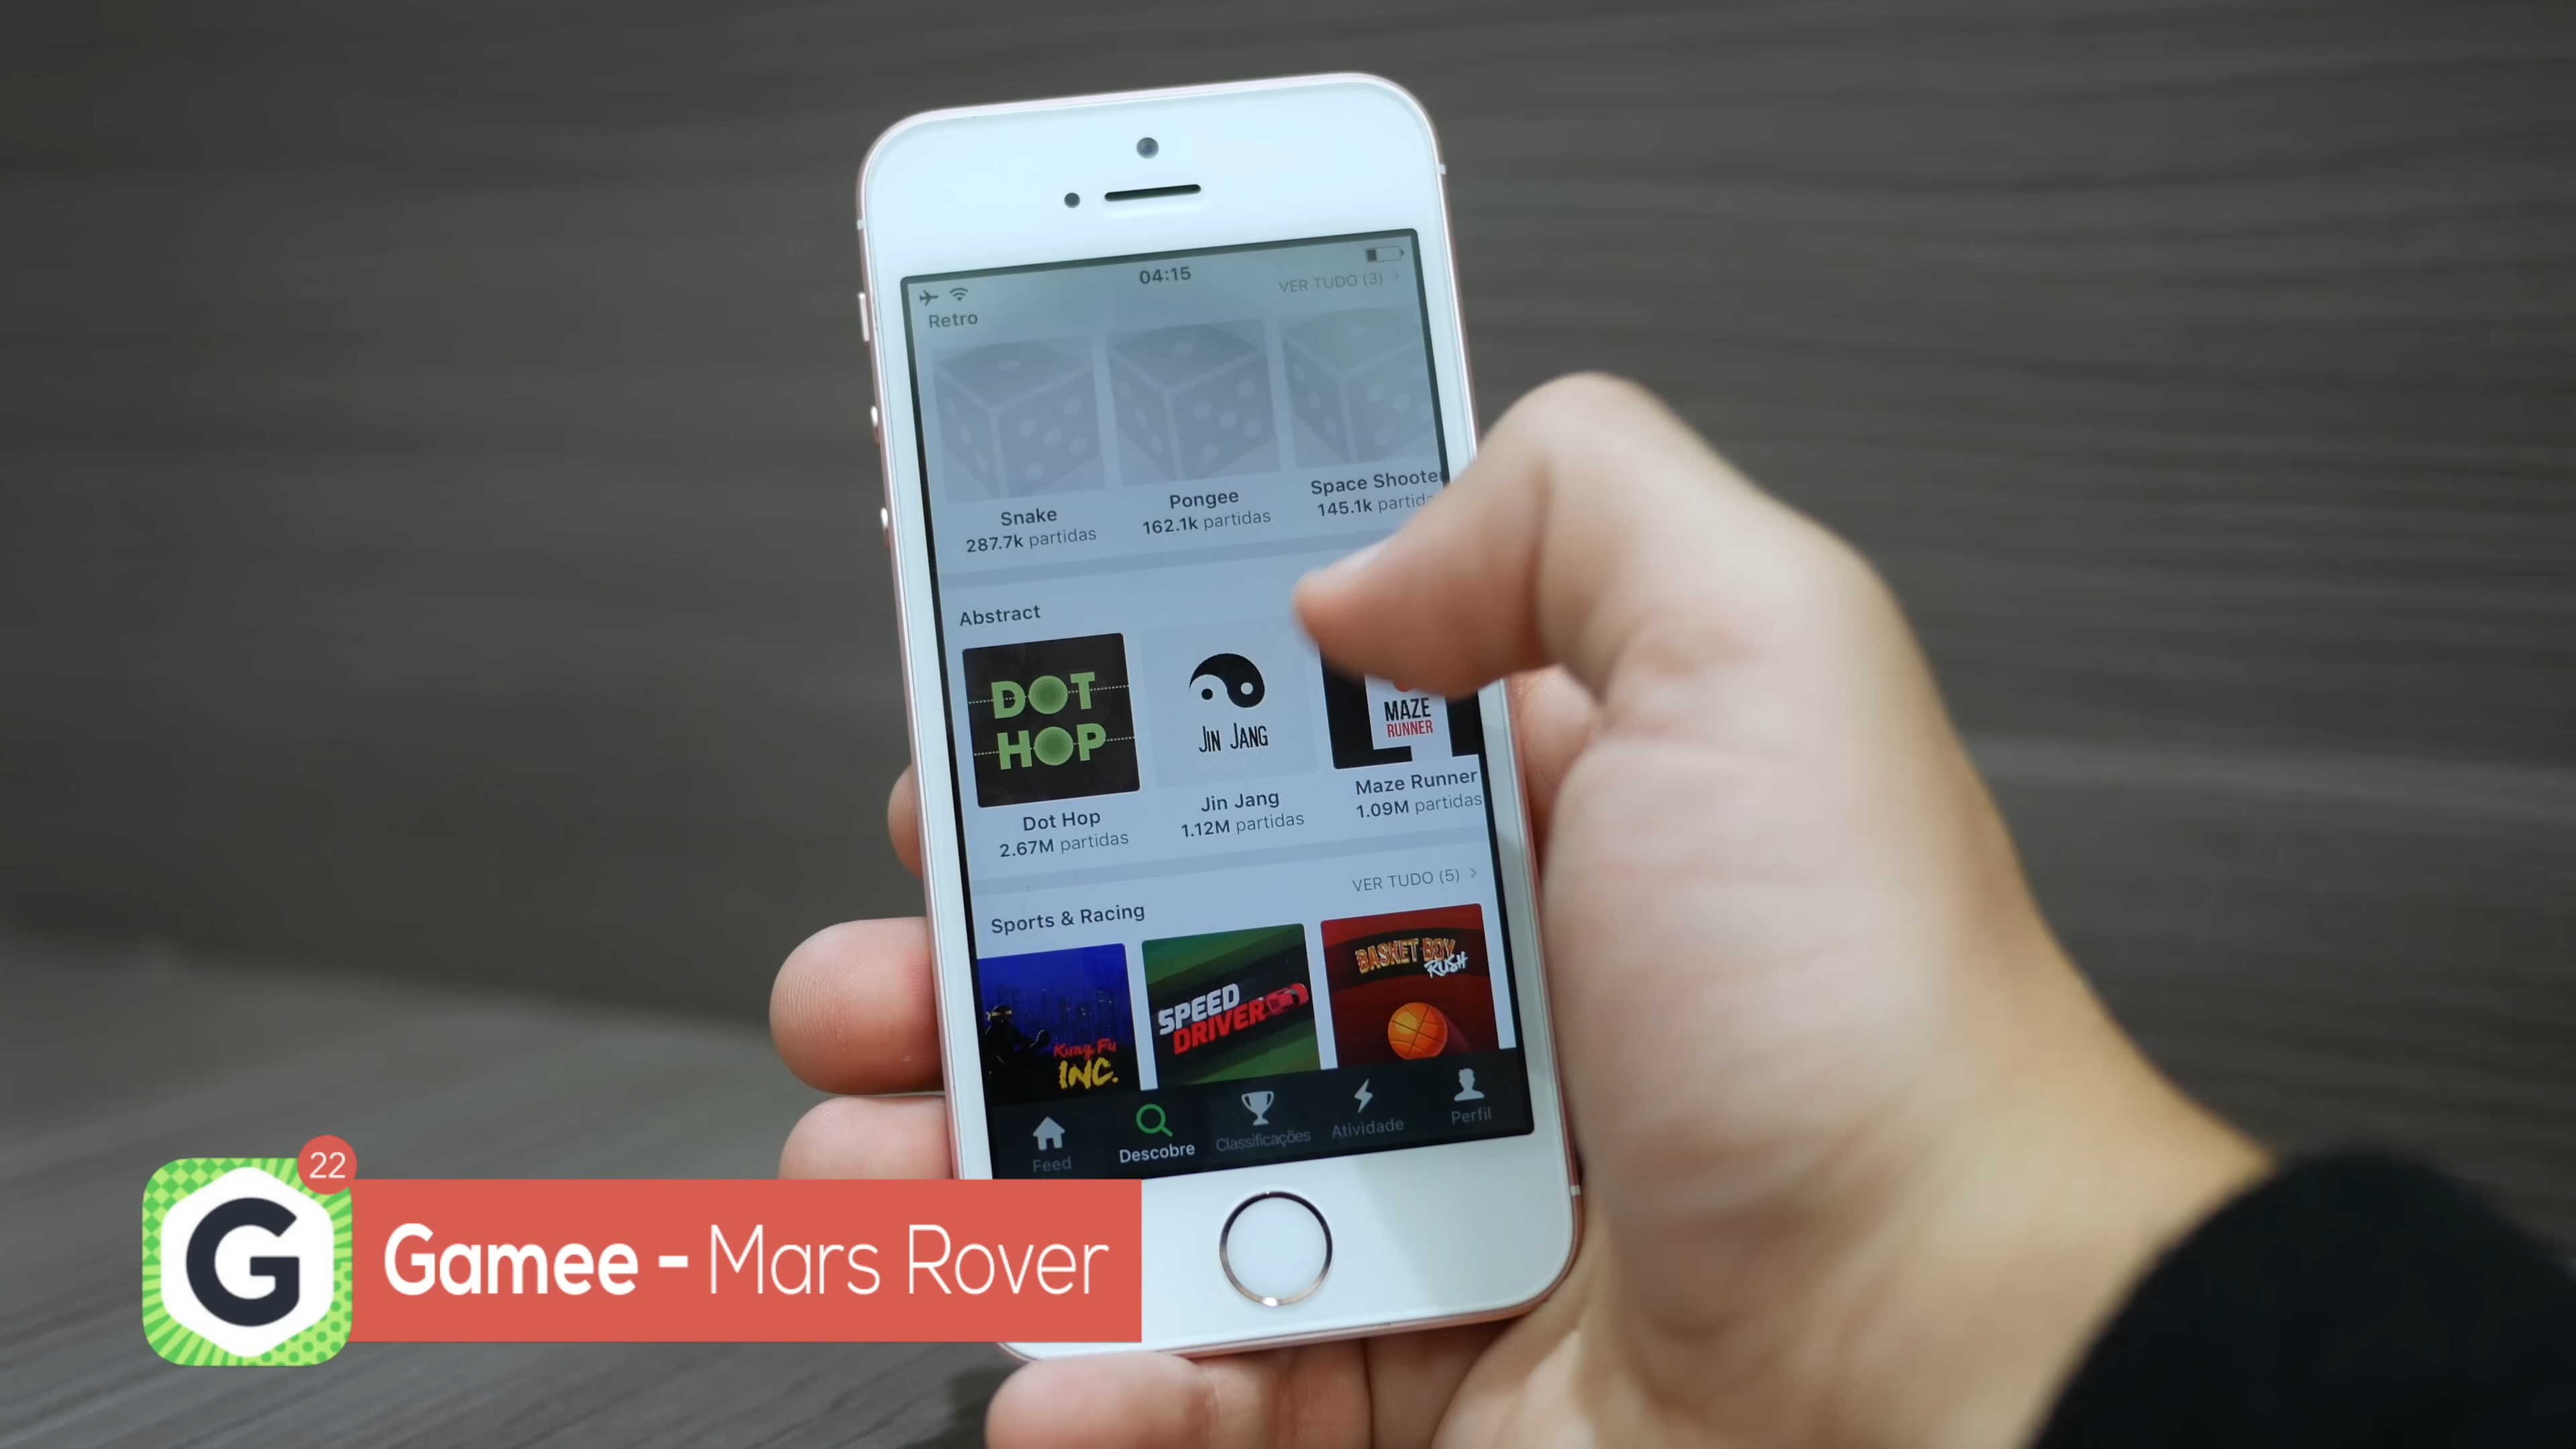 04:15
VER TUDO (3)
Retro
Snake
287.7k partidas
Pongee
162.1k partidas
Space Shooter
145.1k
Abstract
DOT
HOP
JIN JANG
MAZE
RUNNER
Dot Hop
2.67M partidas
Jin Jang
1.12M partidas
Maze Runner
1.09M partidas
VER TUDO (5)
Sports & Racing
Kung Fu
INC.
SPEED
DRIVER
BASKET BOY
RUSH
Feed
Descobre
Classificações
Atividade
Perfil
22
G
Gamee - Mars Rover